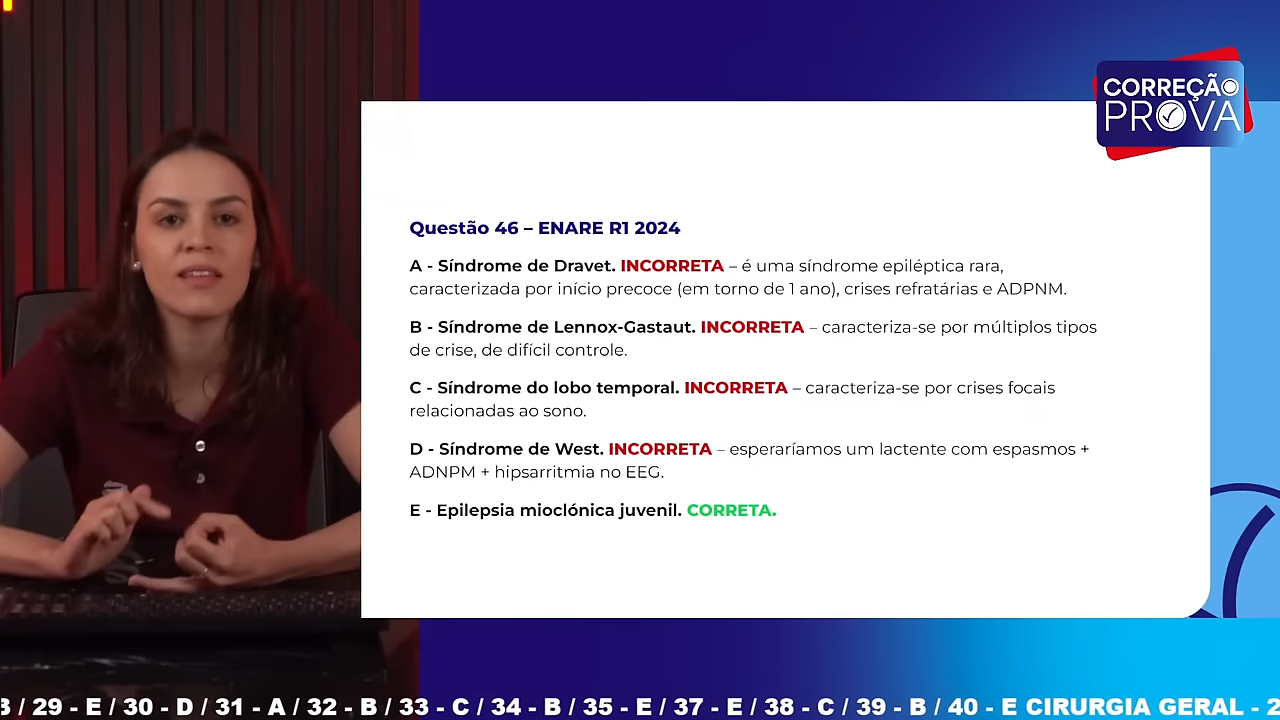 CORREÇÃO
PROVA
Questão 46 – ENARE R1 2024
A - Síndrome de Dravet. INCORRETA – é uma síndrome epiléptica rara,
caracterizada por início precoce (em torno de 1 ano), crises refratárias e ADPNM.
B - Síndrome de Lennox-Gastaut. INCORRETA – caracteriza-se por múltiplos tipos
de crise, de difícil controle.
C - Síndrome do lobo temporal. INCORRETA – caracteriza-se por crises focais
relacionadas ao sono.
D - Síndrome de West. INCORRETA – esperaríamos um lactente com espasmos +
ADNPM + hipsarritmia no EEG.
E - Epilepsia mioclónica juvenil. CORRETA.
/ 29 - E / 30 - D / 31 - A / 32 - B / 33 - C / 34 - B / 35 - E / 37 - E / 38 - C / 39 - B / 40 - E CIRURGIA GERAL - 2